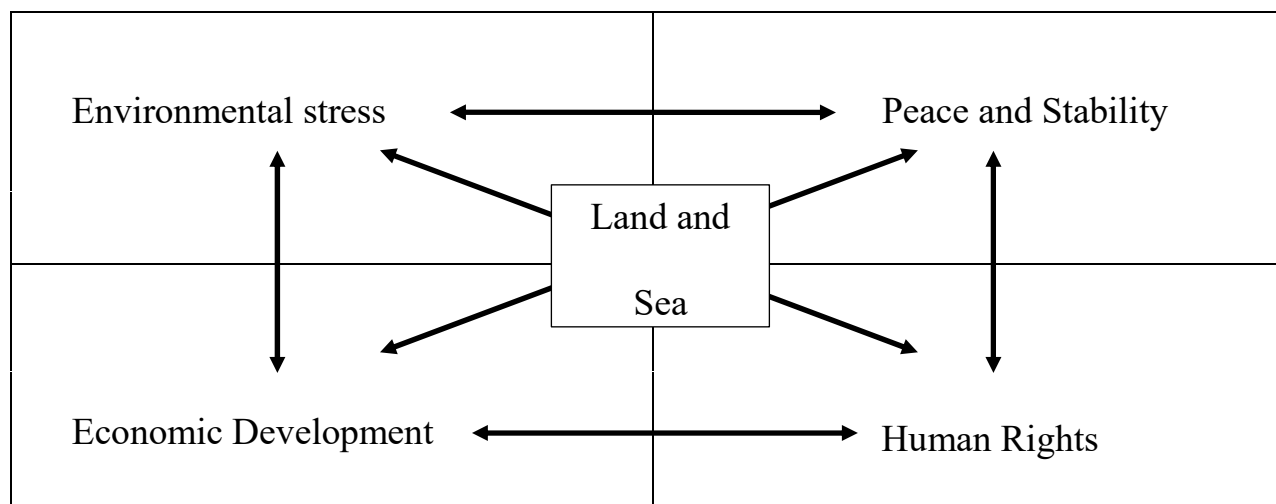 Environmental stress
Peace and Stability
Land and
Sea
Economic Development
Human Rights